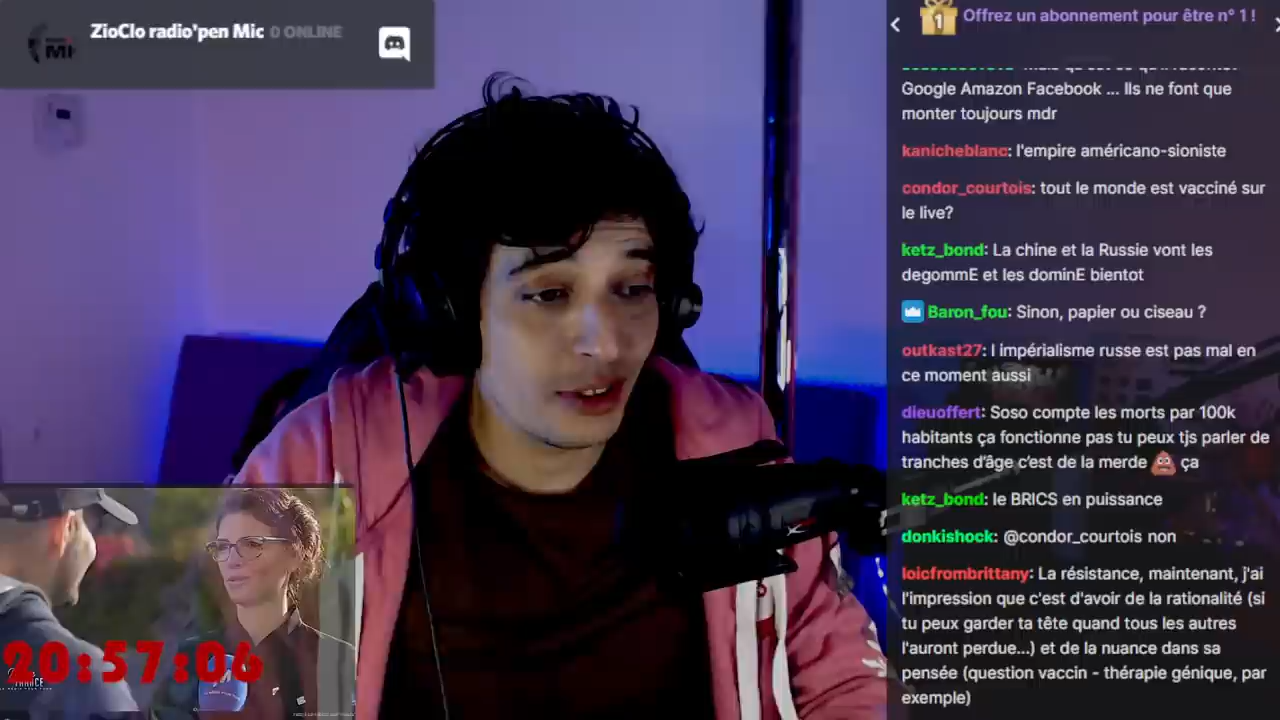 ZioClo radio'pen Mic 0 ONLINE
MI
Offrez un abonnement pour être n° 1 !
1
Google Amazon Facebook ... Ils ne font que
monter toujours mdr
kanicheblanc: l'empire américano-sioniste
condor_courtois: tout le monde est vacciné sur
le live?
ketz_bond: La chine et la Russie vont les
degommE et les dominE bientot
Baron_fou: Sinon, papier ou ciseau ?
outkast27: l impérialisme russe est pas mal en
ce moment aussi
dieuoffert: Soso compte les morts par 100k
habitants ça fonctionne pas tu peux tjs parler de
tranches d'âge c'est de la merde 💩 ça
ketz_bond: le BRICS en puissance
donkishock: @condor_courtois non
loicfrombrittany: La résistance, maintenant, j'ai
l'impression que c'est d'avoir de la rationalité (si
tu peux garder ta tête quand tous les autres
l'auront perdue...) et de la nuance dans sa
pensée (question vaccin - thérapie génique, par
exemple)
20:57:06